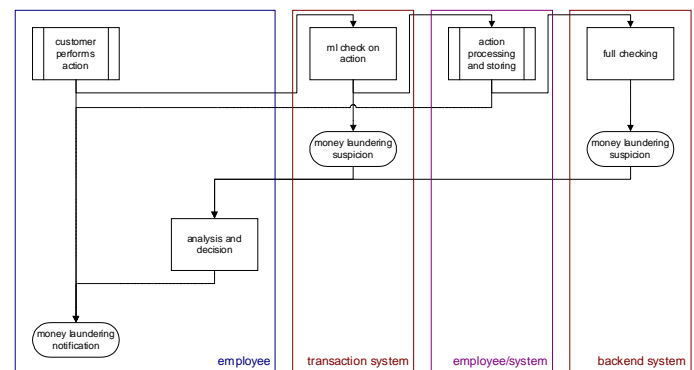 customer
performs
action
ml check on
action
action
processing
and storing
full checking
money laundering
suspicion
money laundering
suspicion
analysis and
decision
money laundering
notification
employee
transaction system
employee/system
backend system